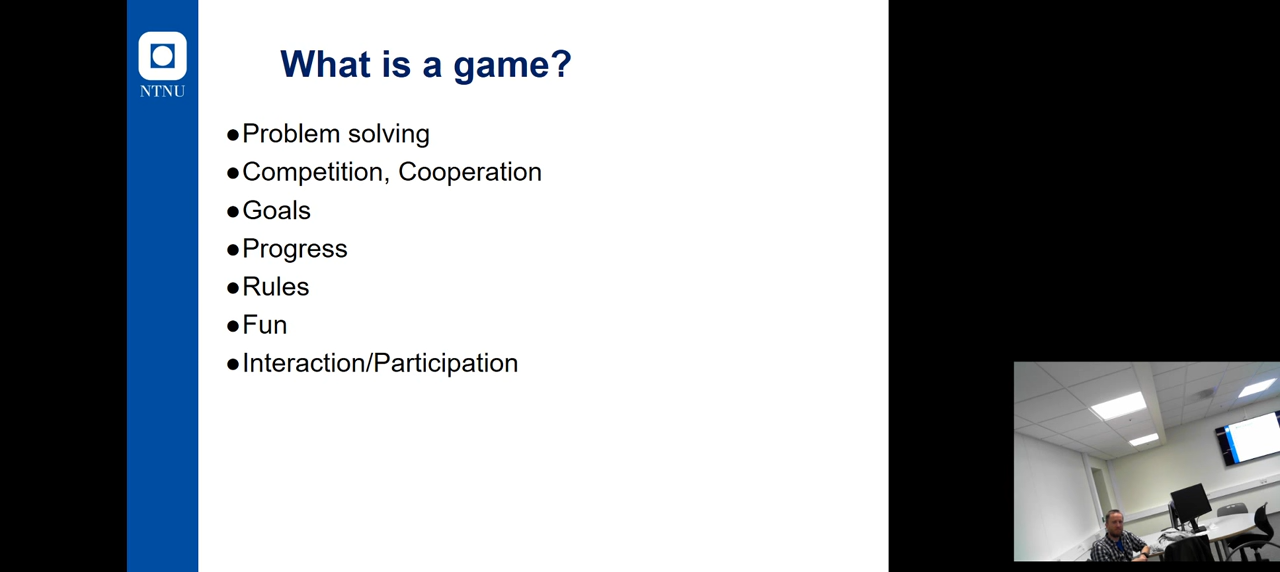 NTNU
What is a game?
●Problem solving
●Competition, Cooperation
●Goals
●Progress
●Rules
●Fun
●Interaction/Participation